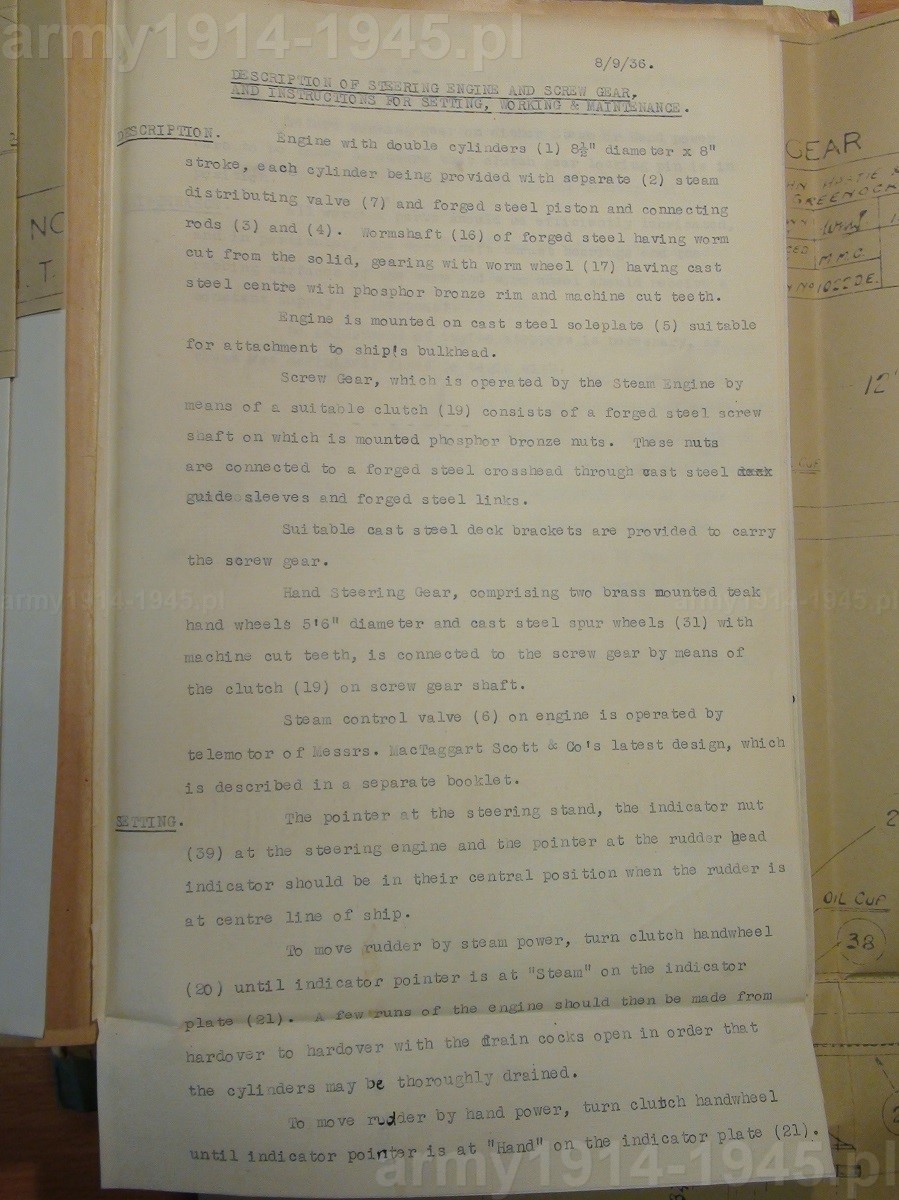 army1914-1945.pl
8/9/36.
DESCRIPTION OF STEERING ENGINE AND SCREW GEAR,
AND INSTRUCTIONS FOR SETTING, WORKING & MAINTENANCE.
DESCRIPTION.
Engine with double cylinders (1) 8½" diameter x 8"
stroke, each cylinder being provided with separate (2) steam
distributing valve (7) and forged steel piston and connecting
rods (3) and (4). Wormshaft (16) of forged steel having worm
cut from the solid, gearing with worm wheel (17) having cast
steel centre with phosphor bronze rim and machine cut teeth.
Engine is mounted on cast steel soleplate (5) suitable
for attachment to ship's bulkhead.
Screw Gear, which is operated by the Steam Engine by
means of a suitable clutch (19) consists of a forged steel screw
shaft on which is mounted phosphor bronze nuts. These nuts
are connected to a forged steel crosshead through cast steel
guide sleeves and forged steel links.
Suitable cast steel deck brackets are provided to carry
the screw gear.
army1914-1945.pl
army1914-1945.pl
Hand Steering Gear, comprising two brass mounted teak
hand wheels 5'6" diameter and cast steel spur wheels (31) with
machine cut teeth, is connected to the screw gear by means of
the clutch (19) on screw gear shaft.
Steam control valve (6) on engine is operated by
telemotor of Messrs. MacTaggart Scott & Co's latest design, which
is described in a separate booklet.
SETTING.
The pointer at the steering stand, the indicator nut
(39) at the steering engine and the pointer at the rudder head
indicator should be in their central position when the rudder is
at centre line of ship.
To move rudder by steam power, turn clutch handwheel
(20) until indicator pointer is at "Steam" on the indicator
plate (21). A few runs of the engine should then be made from
hardover to hardover with the drain cocks open in order that
the cylinders may be thoroughly drained.
To move rudder by hand power, turn clutch handwheel
until indicator pointer is at "Hand" on the indicator plate (21).
army1914-1945.pl
NO
T.
GEAR
GREENOCK
M.M.C.
No 1022 D.E.
12"
2
OIL CUP
38